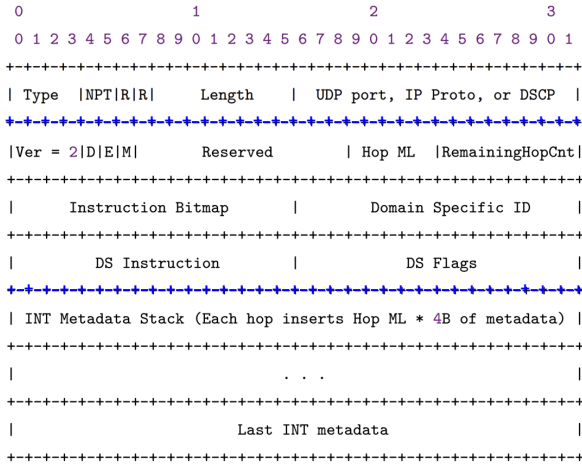 0                   1                   2                   3
0 1 2 3 4 5 6 7 8 9 0 1 2 3 4 5 6 7 8 9 0 1 2 3 4 5 6 7 8 9 0 1
+-+-+-+-+-+-+-+-+-+-+-+-+-+-+-+-+-+-+-+-+-+-+-+-+-+-+-+-+-+-+-+-+
| Type  |NPT|R|R|     Length    |  UDP port, IP Proto, or DSCP  |
+-+-+-+-+-+-+-+-+-+-+-+-+-+-+-+-+-+-+-+-+-+-+-+-+-+-+-+-+-+-+-+-+
|Ver = 2|D|E|M|       Reserved        | Hop ML  |RemainingHopCnt|
+-+-+-+-+-+-+-+-+-+-+-+-+-+-+-+-+-+-+-+-+-+-+-+-+-+-+-+-+-+-+-+-+
|      Instruction Bitmap       |       Domain Specific ID      |
+-+-+-+-+-+-+-+-+-+-+-+-+-+-+-+-+-+-+-+-+-+-+-+-+-+-+-+-+-+-+-+-+
|        DS Instruction         |           DS Flags            |
+-+-+-+-+-+-+-+-+-+-+-+-+-+-+-+-+-+-+-+-+-+-+-+-+-+-+-+-+-+-+-+-+
| INT Metadata Stack (Each hop inserts Hop ML * 4B of metadata) |
+-+-+-+-+-+-+-+-+-+-+-+-+-+-+-+-+-+-+-+-+-+-+-+-+-+-+-+-+-+-+-+-+
|                             . . .                             |
+-+-+-+-+-+-+-+-+-+-+-+-+-+-+-+-+-+-+-+-+-+-+-+-+-+-+-+-+-+-+-+-+
|                       Last INT metadata                       |
+-+-+-+-+-+-+-+-+-+-+-+-+-+-+-+-+-+-+-+-+-+-+-+-+-+-+-+-+-+-+-+-+